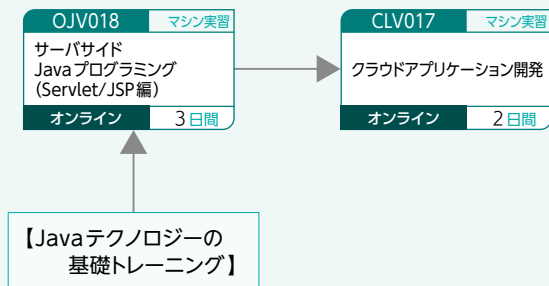 OJV018 マシン実習
サーバサイド
Javaプログラミング
(Servlet/JSP編)
オンライン 3日間
CLV017 マシン実習
クラウドアプリケーション開発
オンライン 2日間
【Javaテクノロジーの
基礎トレーニング】